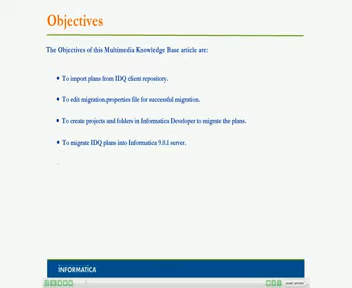 Objectives
The Objectives of this Multimedia Knowledge Base article are:
• To import plans from IDQ client repository.
• To edit migration.properties file for successful migration.
• To create projects and folders in Informatica Developer to migrate the plans.
• To migrate IDQ plans into Informatica 9.0.1 server.
INFORMATICA